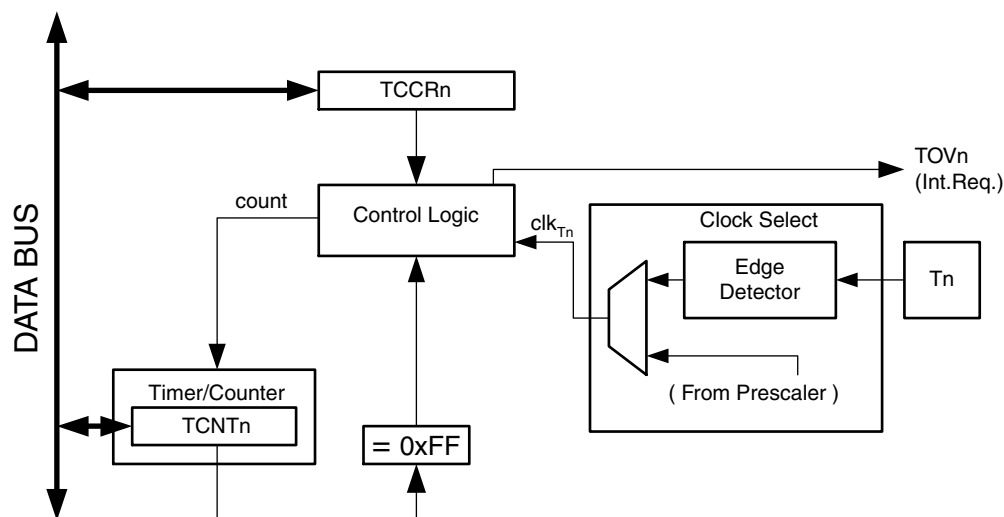 TCCRn
TOVn
(Int.Req.)
count
Control Logic
clkTn
Clock Select
Edge
Detector
Tn
DATA BUS
Timer/Counter
TCNTn
= 0xFF
( From Prescaler )